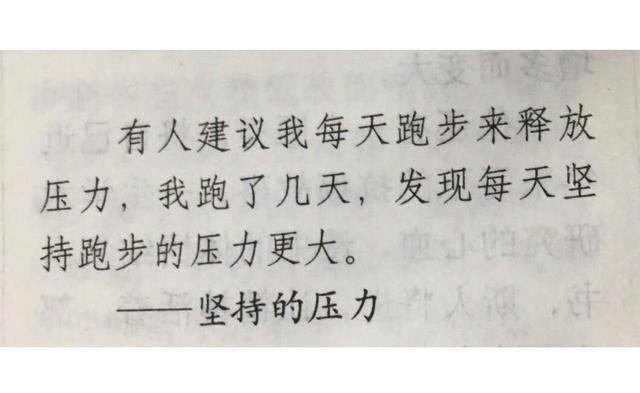 有人建议我每天跑步来释放
压力，我跑了几天，发现每天坚
持跑步的压力更大。
——坚持的压力